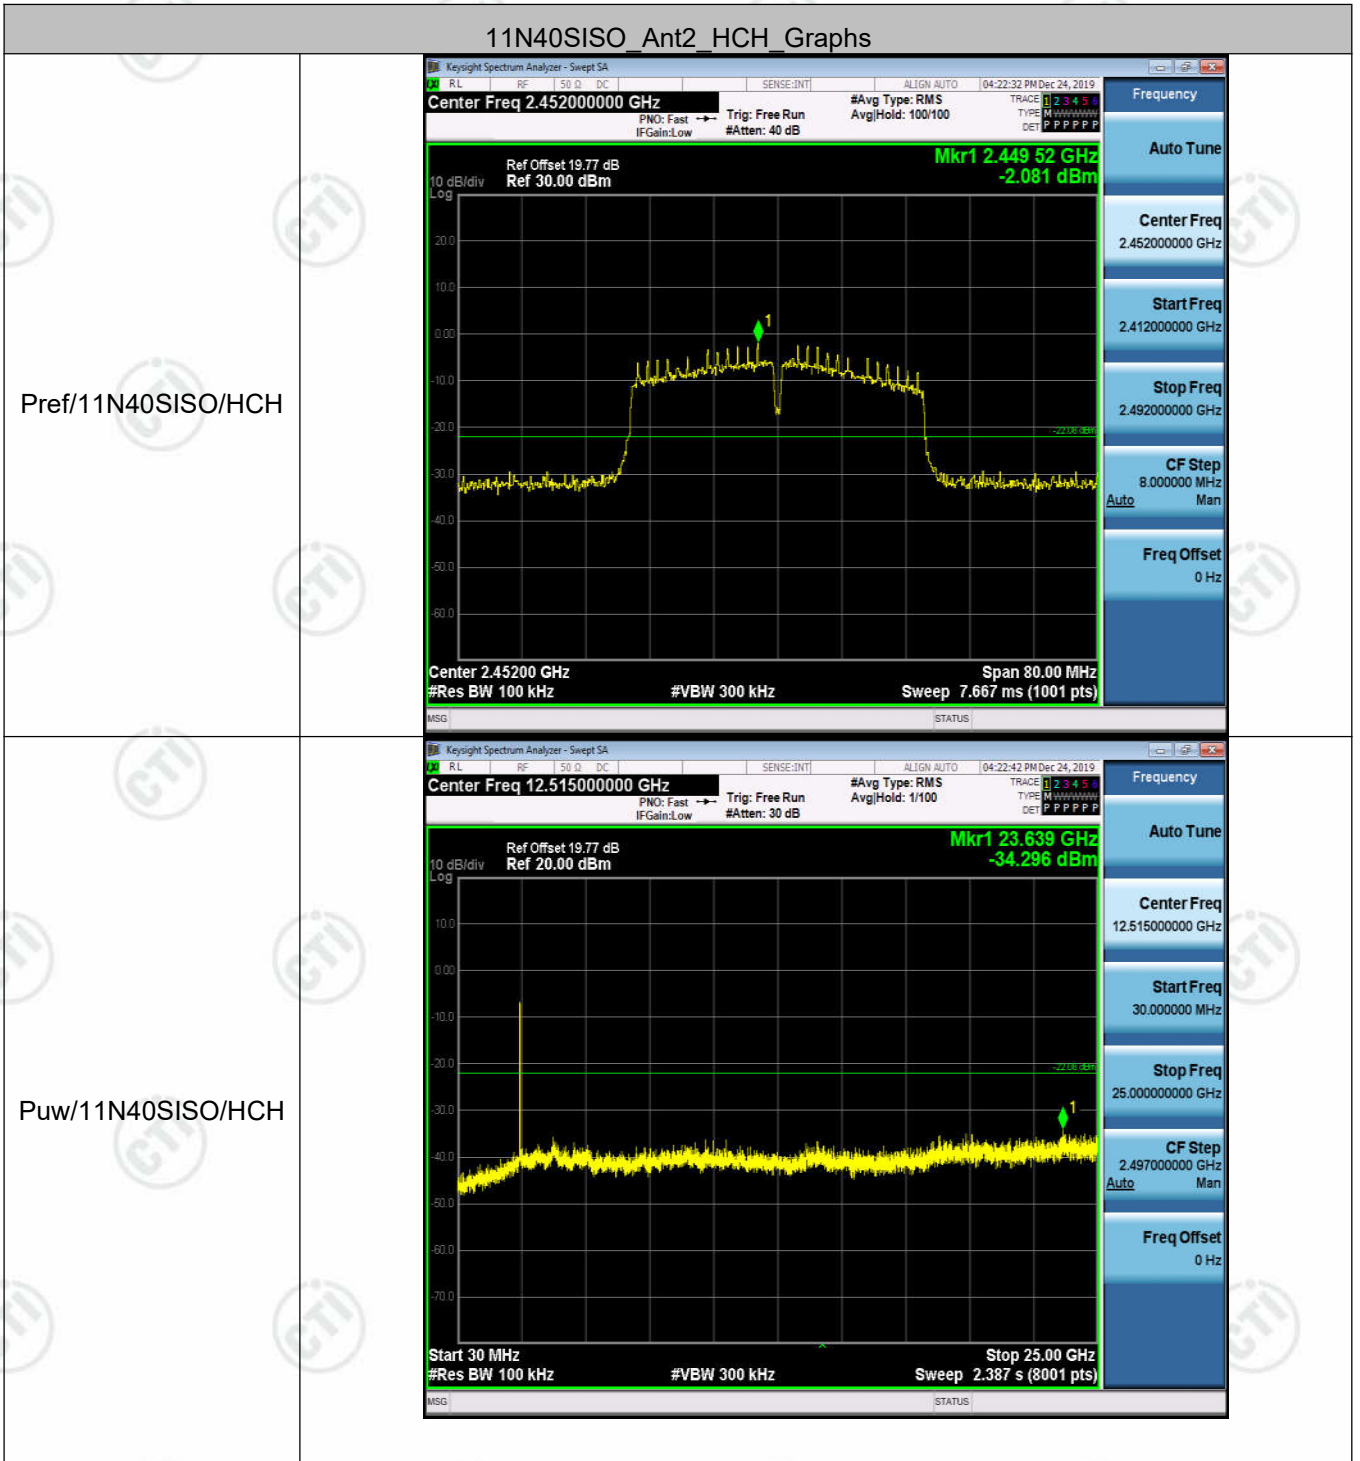 11N40SISO_Ant2_HCH_Graphs
Pref/11N40SISO/HCH
Keysight Spectrum Analyzer - Swept SA
RL RF 50 Ω DC SENSE:INT ALIGN AUTO 04:22:32 PM Dec 24, 2019
Center Freq 2.452000000 GHz
PNO: Fast
IFGain:Low
Trig: Free Run
#Atten: 40 dB
#Avg Type: RMS
Avg|Hold: 100/100
TRACE 1 2 3 4 5 6
TYPE M WWWWW
DET P P P P P P
Frequency
Auto Tune
Center Freq
2.452000000 GHz
Start Freq
2.412000000 GHz
Stop Freq
2.492000000 GHz
CF Step
8.000000 MHz
Auto Man
Freq Offset
0 Hz
Mkr1 2.449 52 GHz
-2.081 dBm
Ref Offset 19.77 dB
10 dB/div Ref 30.00 dBm
Log
20.0
10.0
0.00
-10.0
-20.0
-30.0
-40.0
-50.0
-60.0
1
-22.08 dBm
Center 2.45200 GHz Span 80.00 MHz
#Res BW 100 kHz #VBW 300 kHz Sweep 7.667 ms (1001 pts)
MSG STATUS
Puw/11N40SISO/HCH
Keysight Spectrum Analyzer - Swept SA
RL RF 50 Ω DC SENSE:INT ALIGN AUTO 04:22:42 PM Dec 24, 2019
Center Freq 12.515000000 GHz
PNO: Fast
IFGain:Low
Trig: Free Run
#Atten: 30 dB
#Avg Type: RMS
Avg|Hold: 1/100
TRACE 1 2 3 4 5 6
TYPE M WWWWW
DET P P P P P P
Frequency
Auto Tune
Center Freq
12.515000000 GHz
Start Freq
30.000000 MHz
Stop Freq
25.000000000 GHz
CF Step
2.497000000 GHz
Auto Man
Freq Offset
0 Hz
Mkr1 23.639 GHz
-34.296 dBm
Ref Offset 19.77 dB
10 dB/div Ref 20.00 dBm
Log
10.0
0.00
-10.0
-20.0
-30.0
-40.0
-50.0
-60.0
-70.0
1
-22.08 dBm
Start 30 MHz Stop 25.00 GHz
#Res BW 100 kHz #VBW 300 kHz Sweep 2.387 s (8001 pts)
MSG STATUS